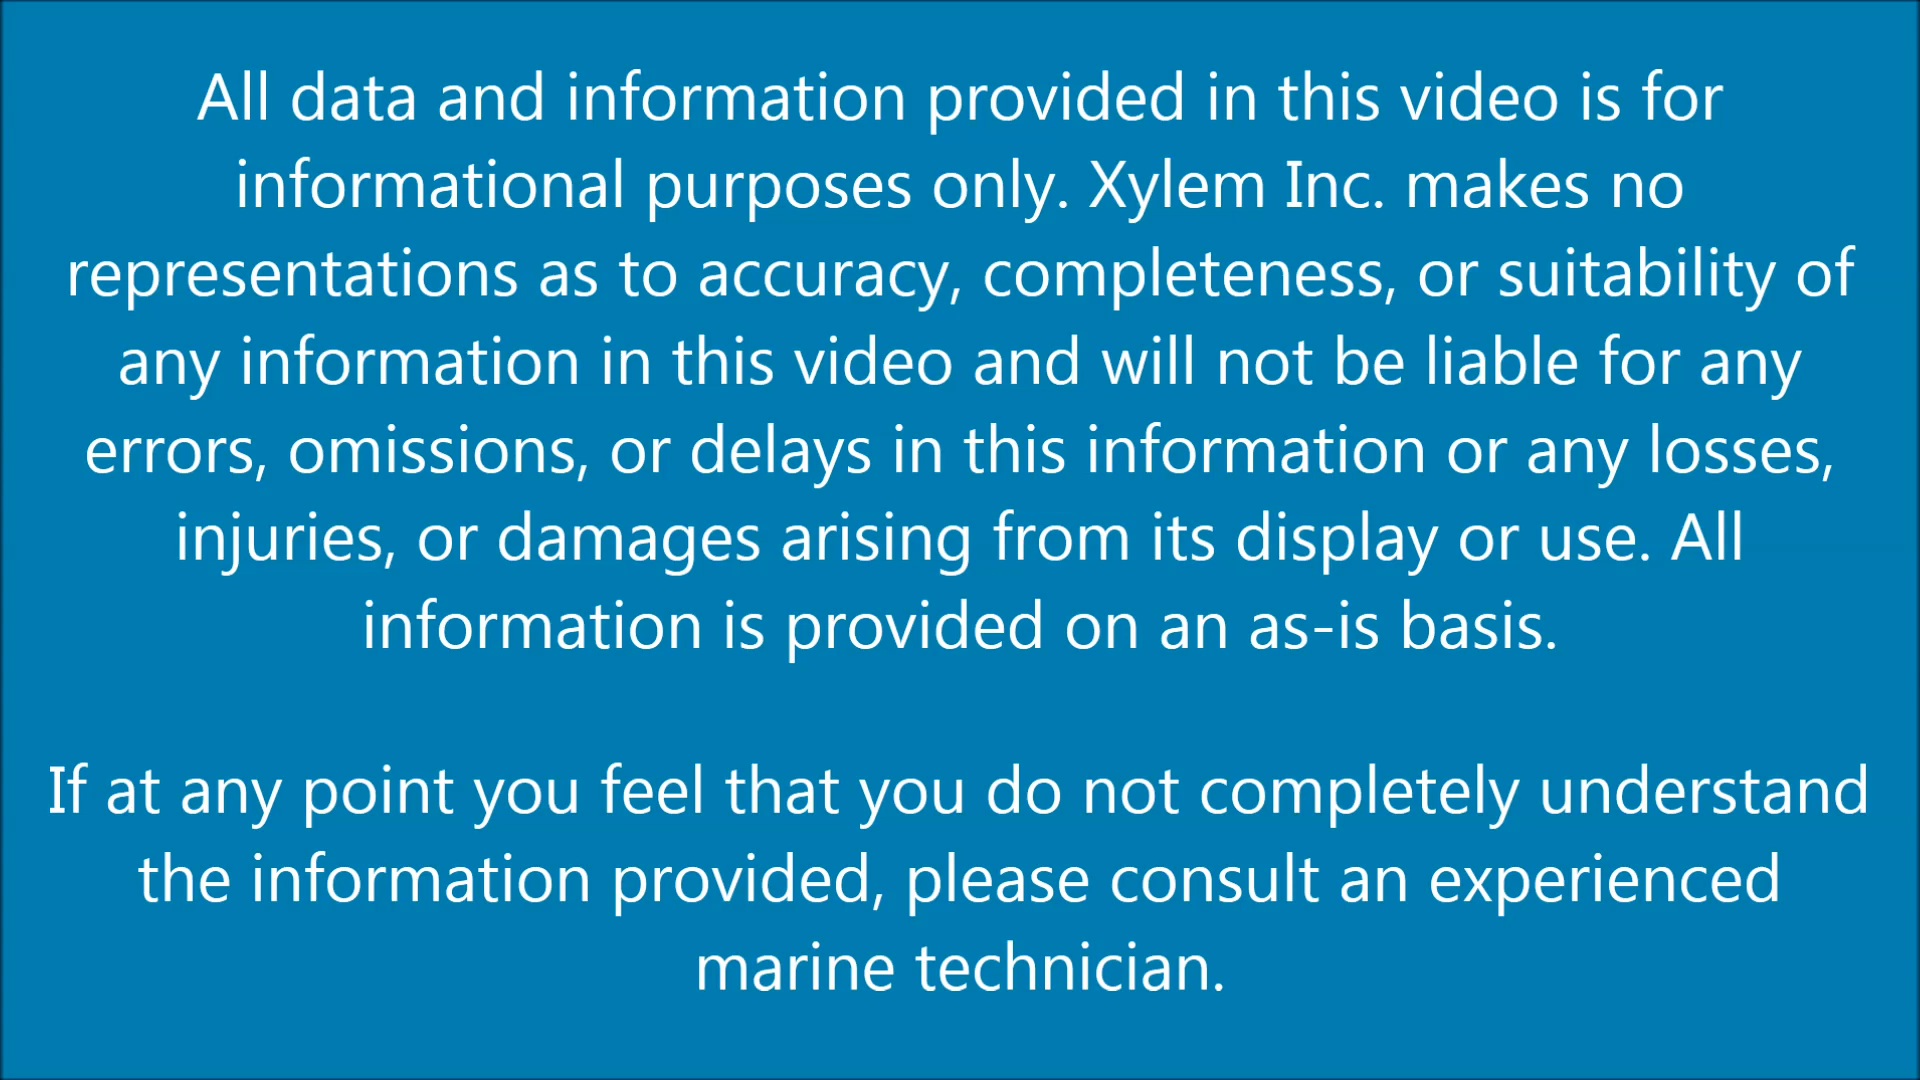 All data and information provided in this video is for
informational purposes only. Xylem Inc. makes no
representations as to accuracy, completeness, or suitability of
any information in this video and will not be liable for any
errors, omissions, or delays in this information or any losses,
injuries, or damages arising from its display or use. All
information is provided on an as-is basis.
If at any point you feel that you do not completely understand
the information provided, please consult an experienced
marine technician.